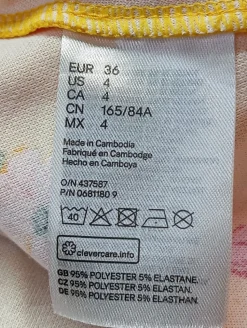 EUR 36
US 4
CA 4
CN 165/84A
MX 4
Made in Cambodia
Fabriqué en Cambodge
Hecho en Camboya
O/N 437587
P/N 0681180 9
40
clevercare.info
GB 95% POLYESTER 5% ELASTANE.
CZ 95% POLYESTER 5% ELASTAN.
DE 95% POLYESTER 5% ELASTHAN.